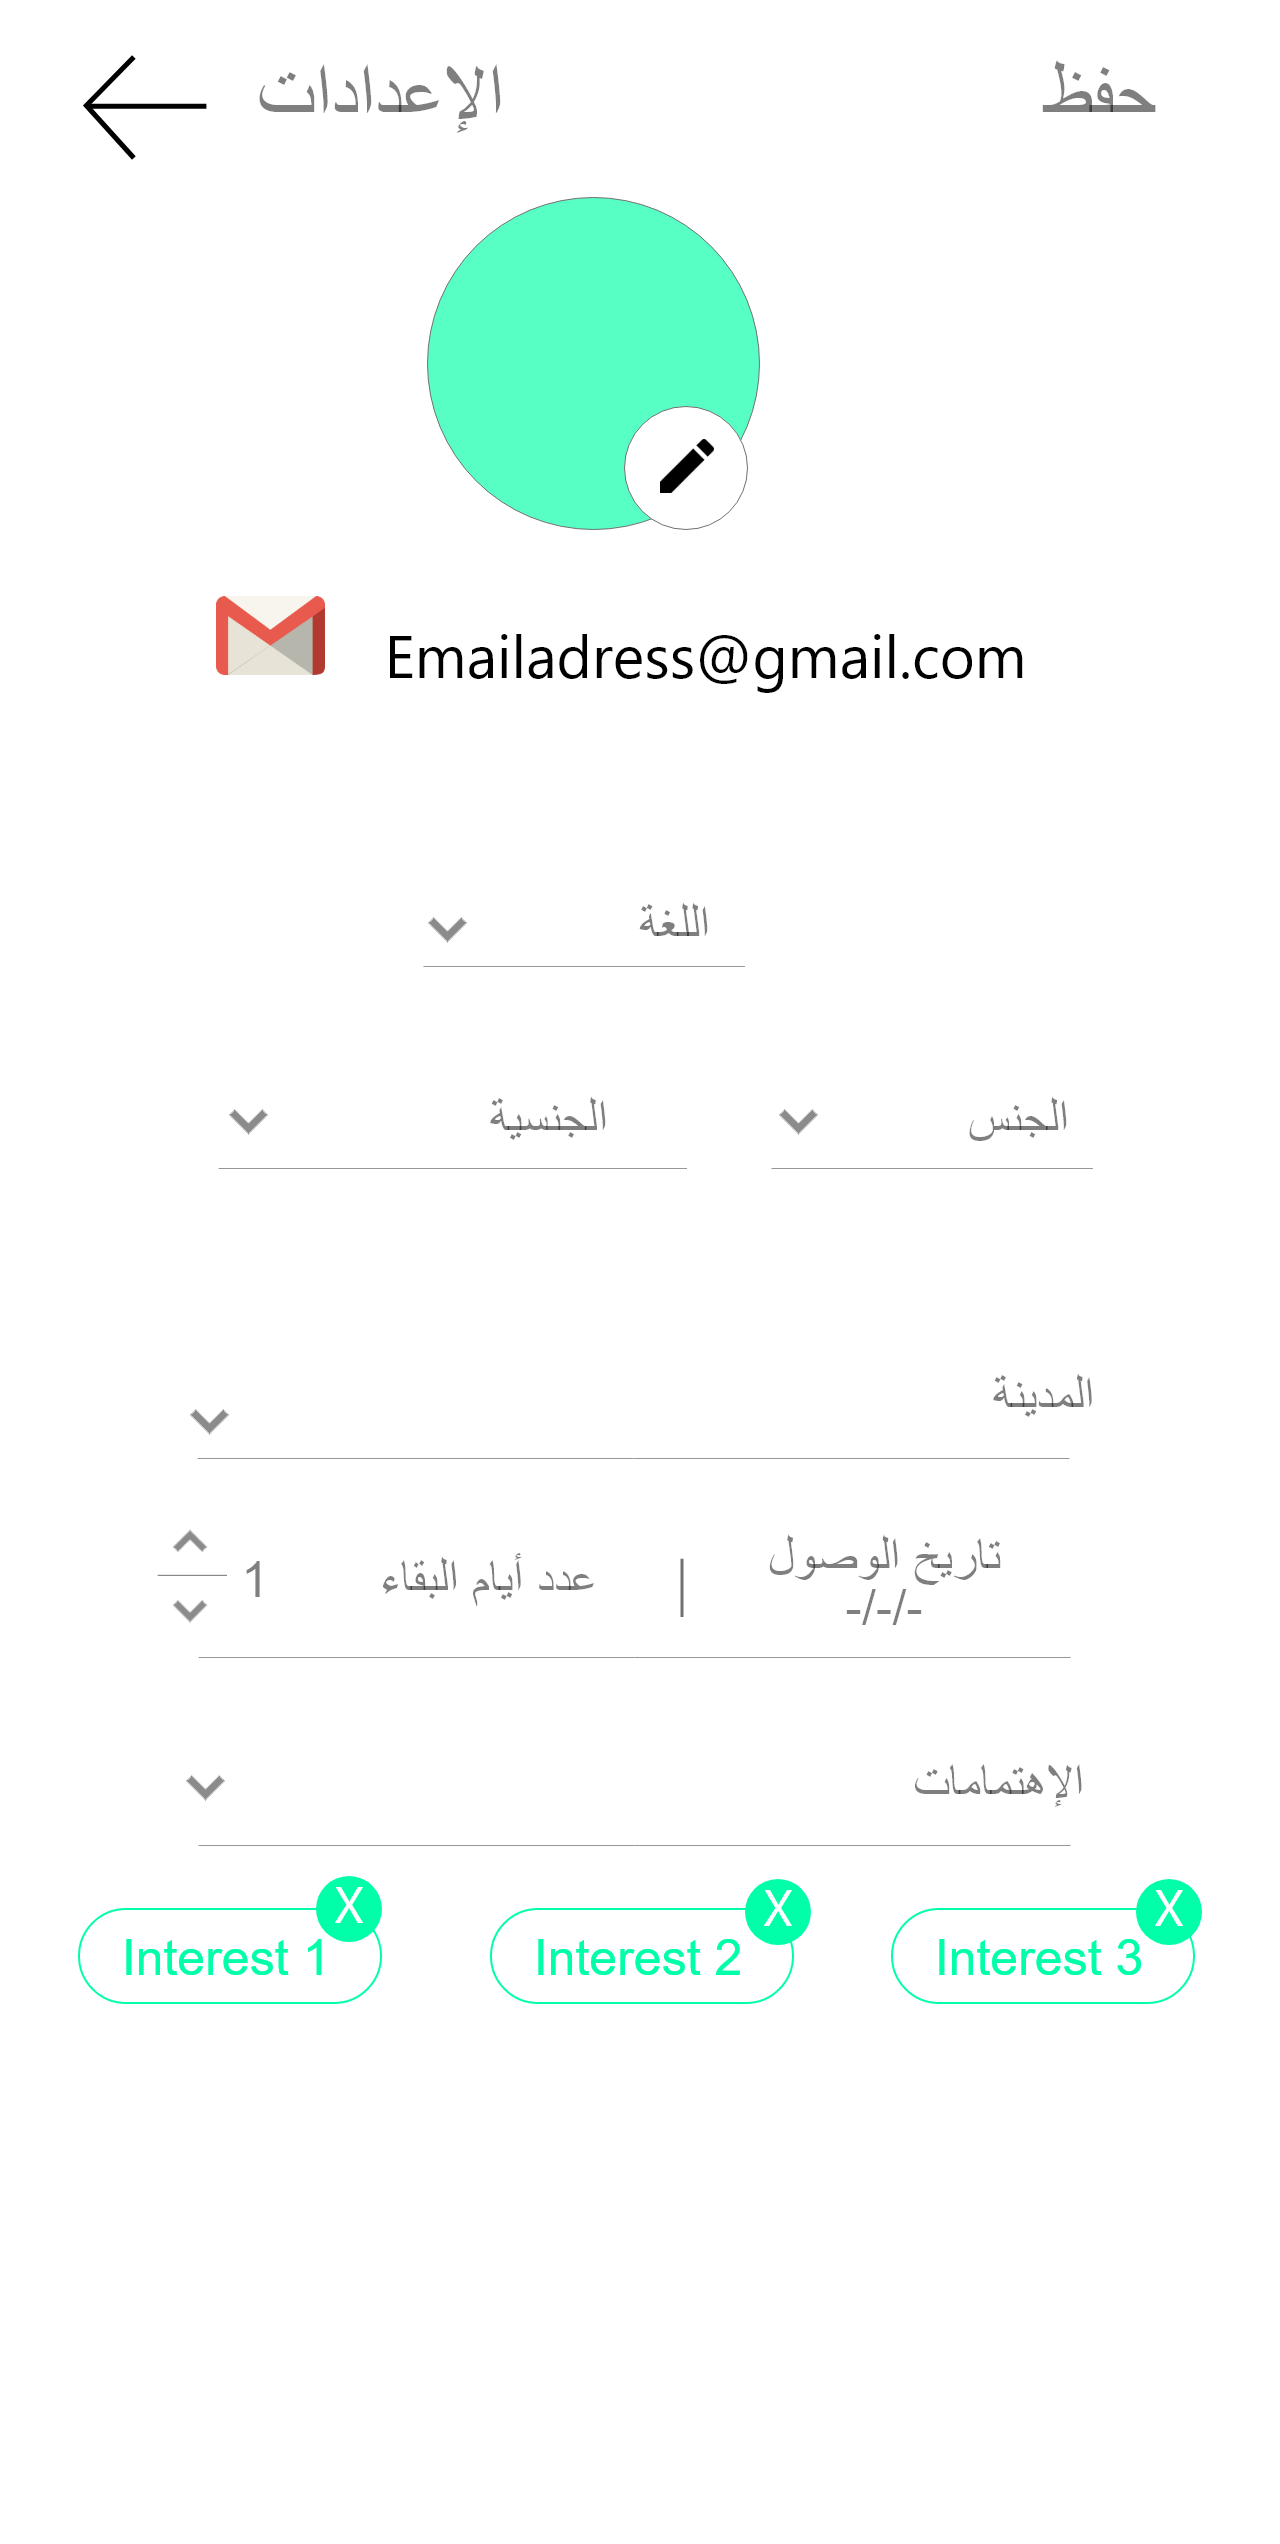 حفظ
الإعدادات
Emailadress@gmail.com
اللغة
الجنس
الجنسية
المدينة
تاريخ الوصول
-/-/-
|
عدد أيام البقاء
1
الإهتمامات
Interest 1 X
Interest 2 X
Interest 3 X